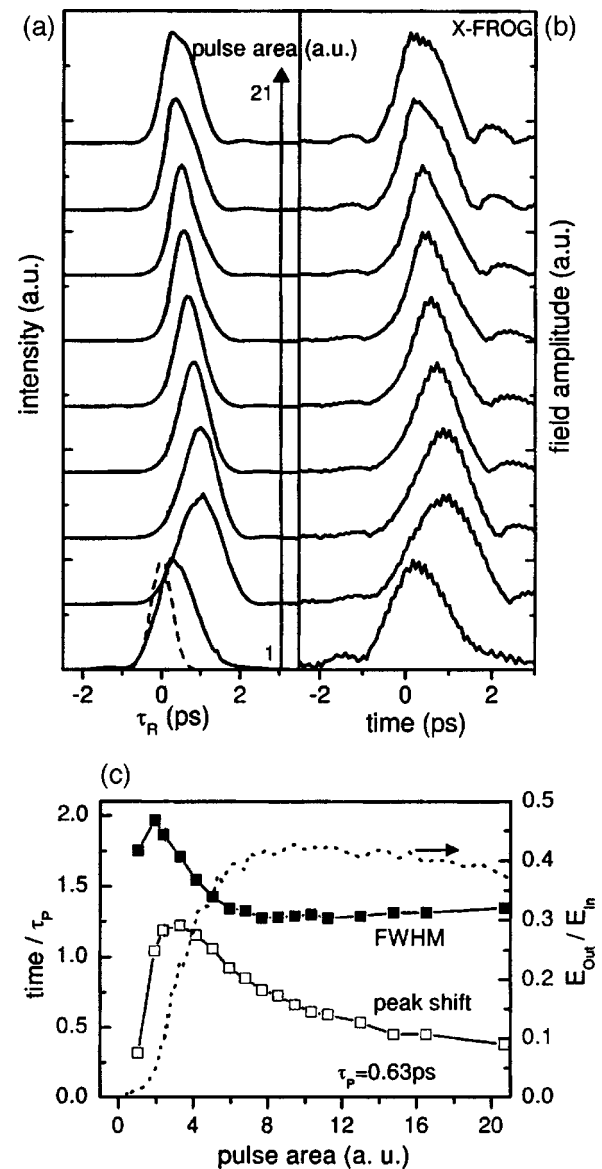 (a) (b)
X-FROG
pulse area (a.u.)
21
1
intensity (a.u.)
field amplitude (a.u.)
-2 0 2
-2 0 2
τR (ps)
time (ps)
(c)
2.0
1.5
1.0
0.5
0.0
time / τP
0.5
0.4
0.3
0.2
0.1
0.0
EOut / EIn
FWHM
peak shift
τP=0.63ps
0 4 8 12 16 20
pulse area (a. u.)